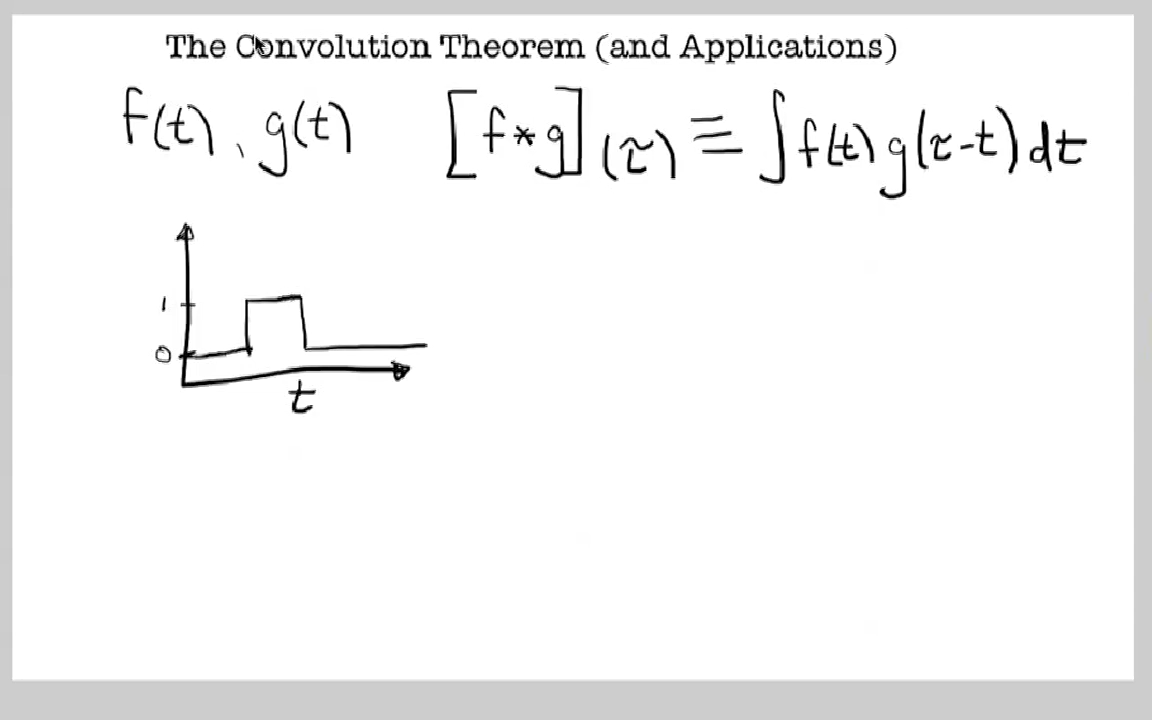 The Convolution Theorem (and Applications)
f(t), g(t) [f*g](τ) ≡ ∫f(t)g(τ-t)dt
1
0
t